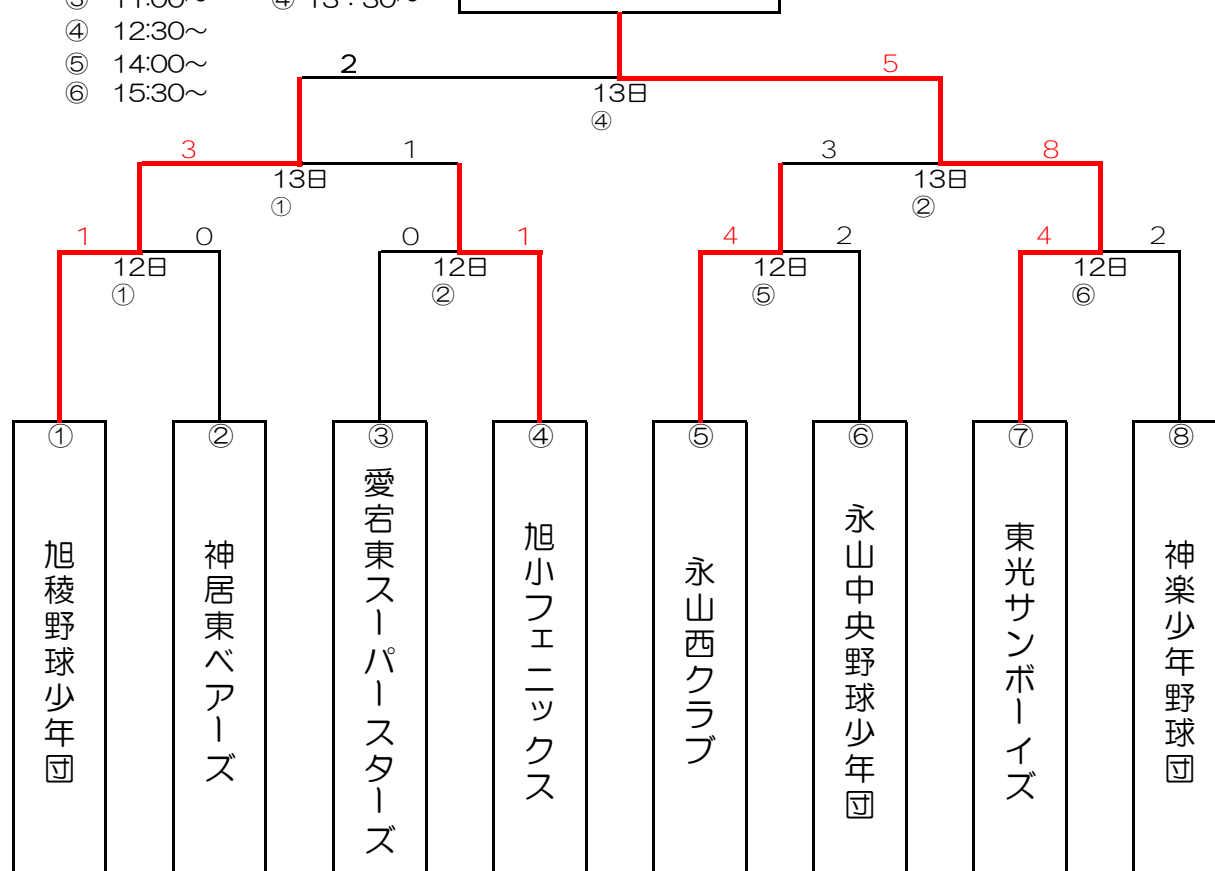 ③ 11:00～ ④ 13：30～
④ 12:30～
⑤ 14:00～
⑥ 15:30～
2 5
13日
④
3 1 3 8
13日 13日
① ②
1 0 0 1 4 2 4 2
12日 12日 12日 12日
① ② ⑤ ⑥
① ② ③ ④ ⑤ ⑥ ⑦ ⑧
旭稜野球少年団
神居東ベアーズ
愛宕東スーパースターズ
旭小フェニックス
永山西クラブ
永山中央野球少年団
東光サンボーイズ
神楽少年野球団